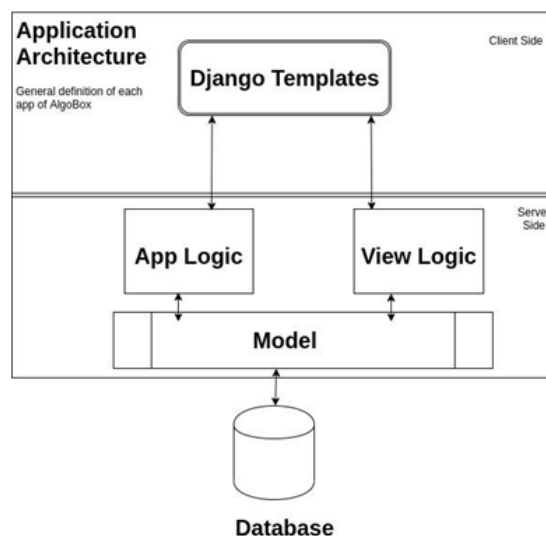 Application
Architecture
General definition of each
app of AlgoBox
Client Side
Django Templates
Serve
Side
App Logic
View Logic
Model
Database